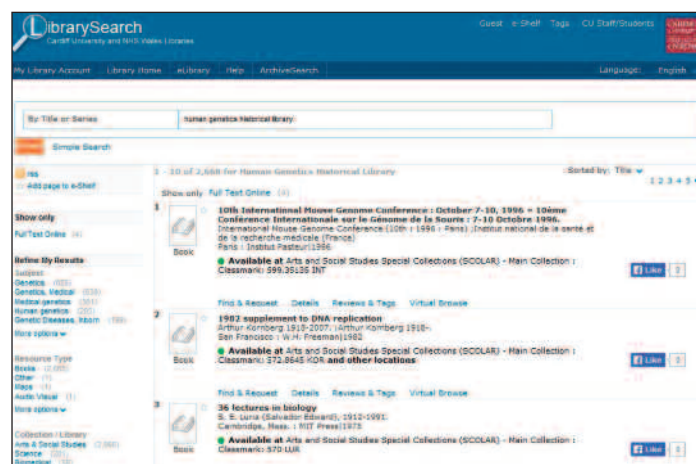 LibrarySearch
Cardiff University and NHS Wales Libraries
Guest e-Shelf Tags CU Staff/Students
My Library Account Library Home eLibrary Help ArchiveSearch
Language: English
By Title or Series
human genetics historical library
Simple Search
rss
Add page to e-Shelf
Show only
Full Text Online (4)
Refine My Results
Subject
Genetics
Genetics, Medical
Medical genetics
Human genetics
Genetic Diseases, Inborn
More options
Resource Type
Books
Other
Maps
Audio Visual (1)
More options
Collection / Library
Arts & Social Studies
Science
Biomedical
1 - 10 of 2,668 for Human Genetics Historical Library
Sorted by: Title
1 2 3 4 5
Show only Full Text Online (4)
1
Book
10th International Mouse Genome Conference : October 7-10, 1996 = 10ème
Conférence Internationale sur le Génome de la Souris : 7-10 Octobre 1996.
International Mouse Genome Conference (10th : 1996 : Paris) ;Institut national de la santé et
de la recherche médicale (France)
Paris : Institut Pasteur|1996
Available at Arts and Social Studies Special Collections (SCOLAR) - Main Collection :
Classmark: 599.35135 INT
Like 0
Find & Request Details Reviews & Tags Virtual Browse
2
Book
1982 supplement to DNA replication
Arthur Kornberg 1918-2007. ;Arthur Kornberg 1918-.
San Francisco : W.H. Freeman|1982
Available at Arts and Social Studies Special Collections (SCOLAR) - Main Collection :
Classmark: 572.8645 KOR and other locations
Like 0
Find & Request Details Reviews & Tags Virtual Browse
3
Book
36 lectures in biology
S. E. Luria (Salvador Edward), 1912-1991.
Cambridge, Mass. : MIT Press|1975
Available at Arts and Social Studies Special Collections (SCOLAR) - Main Collection :
Classmark: 570 LUR
Like 0